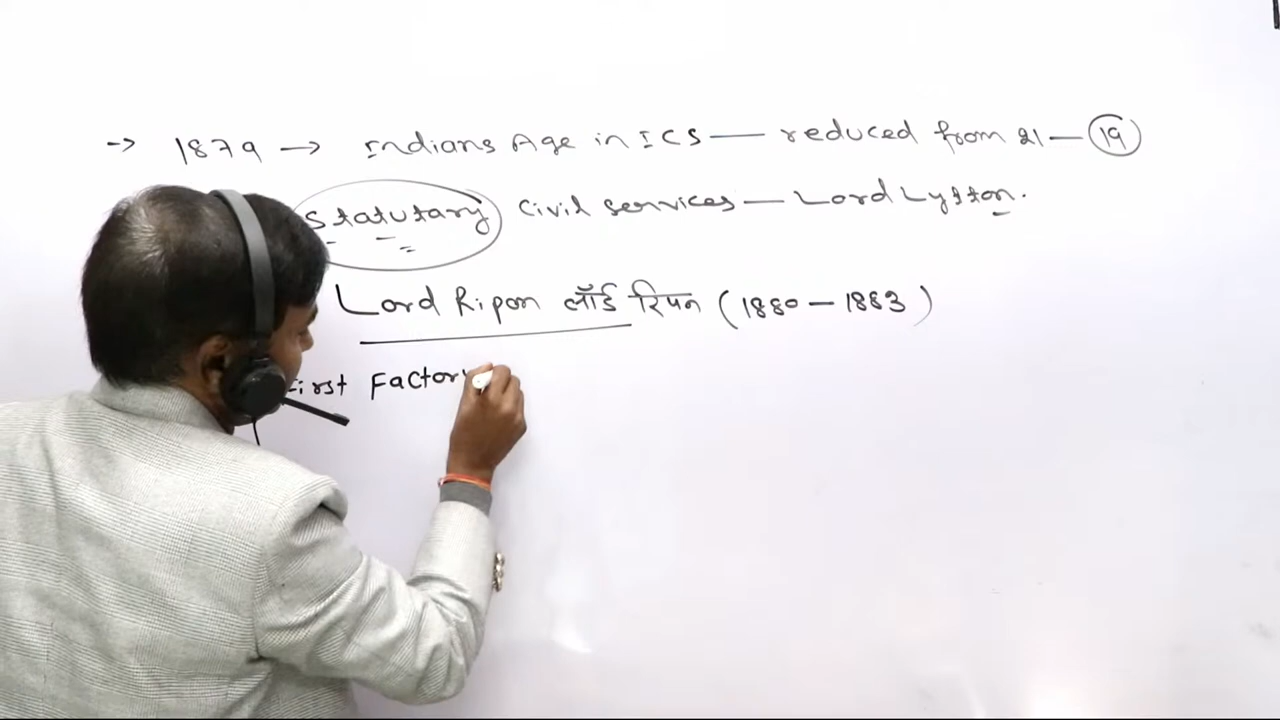 → 1879 → Indians Age in ICS — reduced from 21 — 19
Statutary Civil services — Lord Lytton.
Lord Ripon लॉर्ड रिपन (1880 — 1883)
First Factory